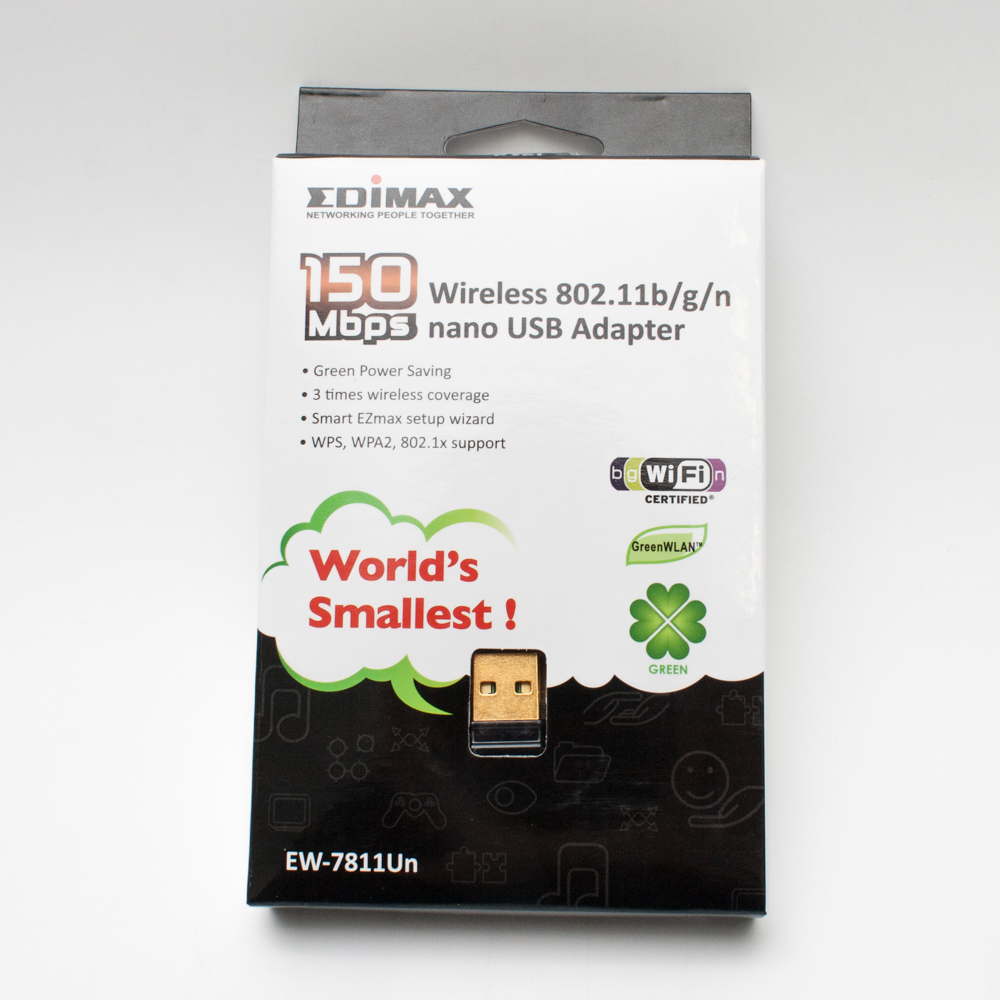 EDiMAX
NETWORKING PEOPLE TOGETHER
150
Mbps
Wireless 802.11b/g/n
nano USB Adapter
• Green Power Saving
• 3 times wireless coverage
• Smart EZmax setup wizard
• WPS, WPA2, 802.1x support
b g WiFi n
CERTIFIED®
GreenWLAN™
GREEN
World's
Smallest !
EW-7811Un